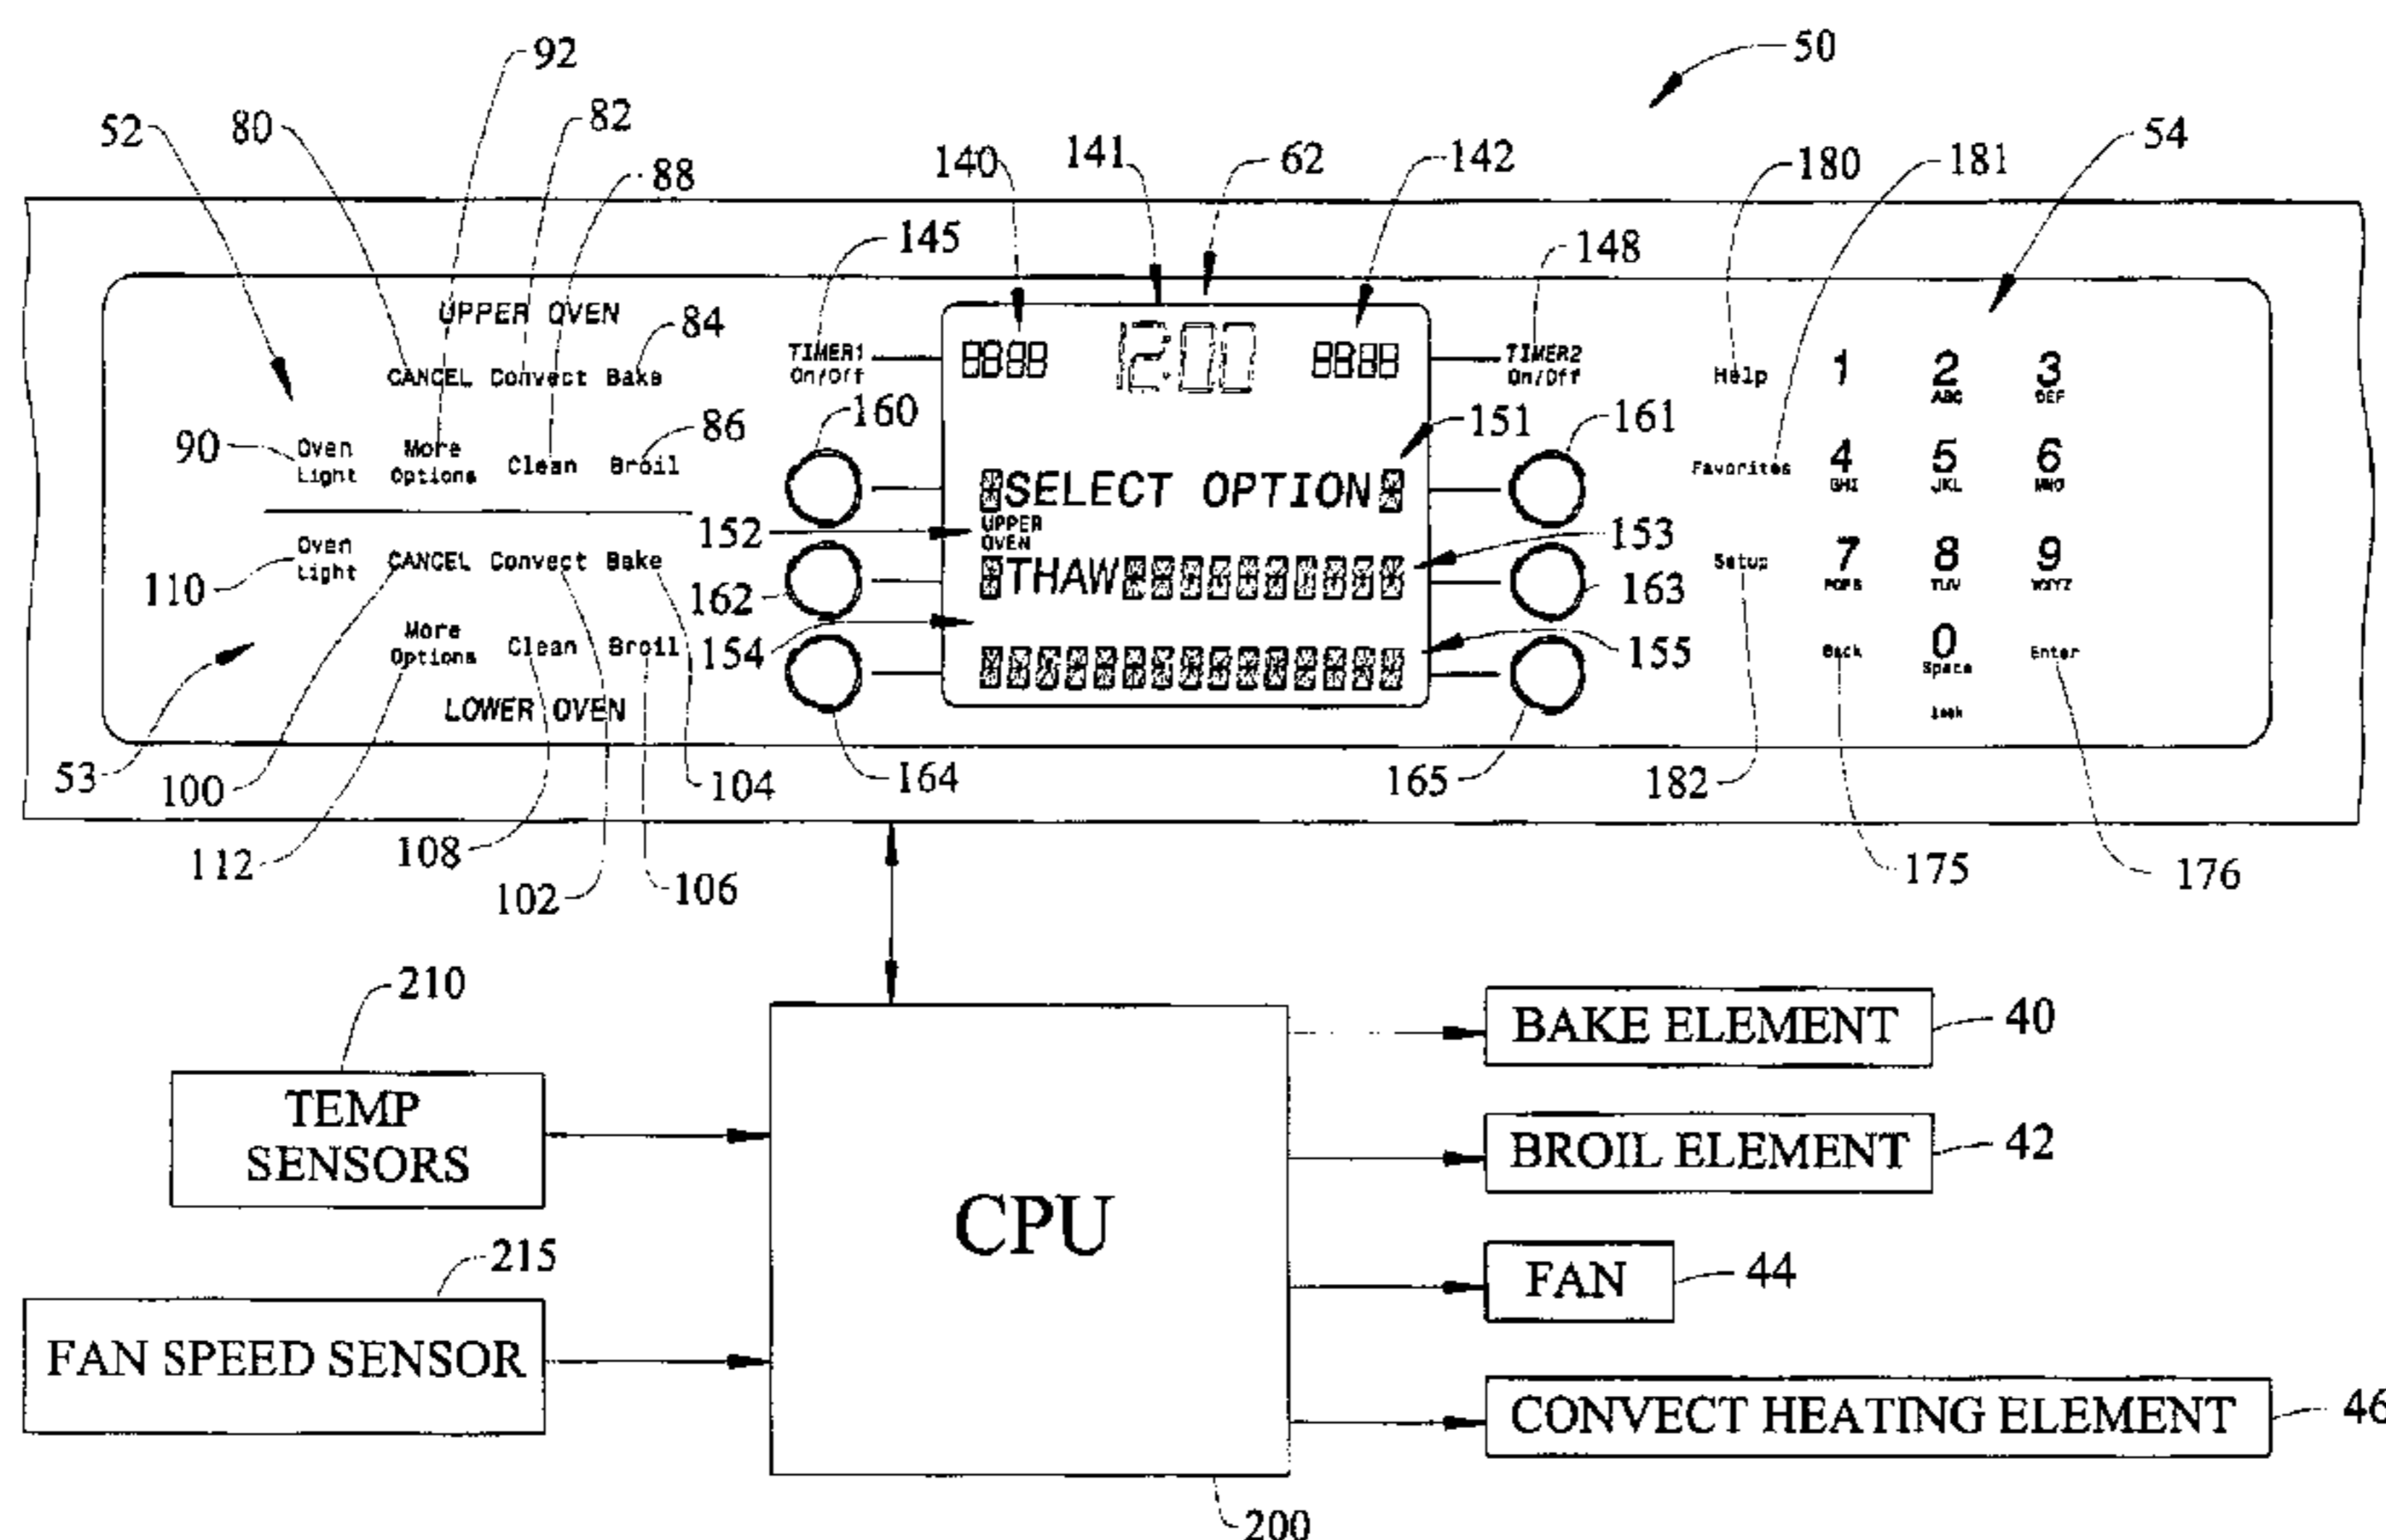 50
92
52
80
82
88
140
141
62
142
180
181
54
145
148
UPPER OVEN
84
CANCEL Convect Bake
TIMER1
On/Off
12:00
TIMER2
On/Off
Help
1
2
ABC
3
DEF
160
151
161
90
Oven
Light
More
Options
Clean
86
Broil
SELECT OPTION
Favorites
4
GHI
5
JKL
6
MNO
152
UPPER
OVEN
153
110
Oven
Light
CANCEL Convect Bake
162
THAW
163
Setup
7
PQRS
8
TUV
9
WXYZ
154
155
More
Options
Clean
Broil
Back
0
Space
Enter
LOWER OVEN
53
100
104
164
165
182
112
108
102
106
175
176
210
TEMP
SENSORS
215
FAN SPEED SENSOR
CPU
200
BAKE ELEMENT
40
BROIL ELEMENT
42
FAN
44
CONVECT HEATING ELEMENT
46